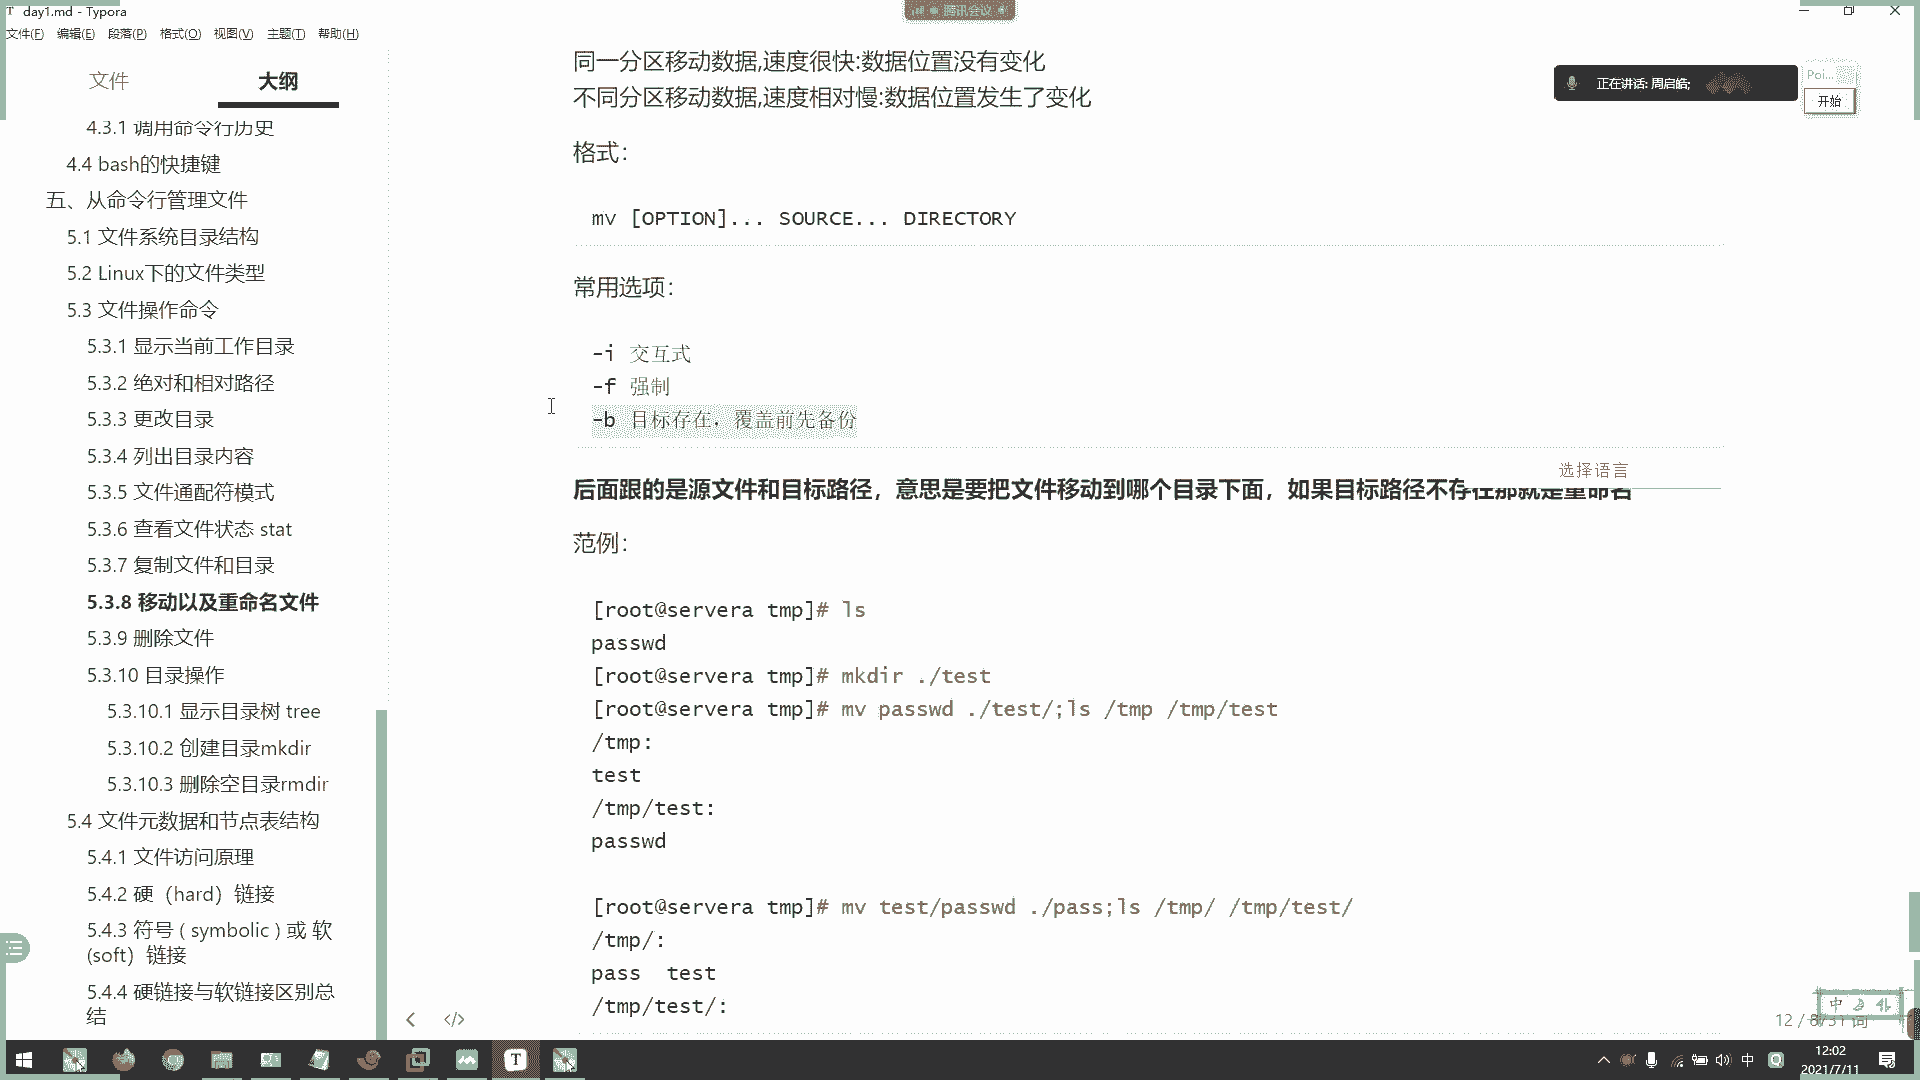 day1.md - Typora
腾讯会议
文件(F) 编辑(E) 段落(P) 格式(O) 视图(V) 主题(T) 帮助(H)
文件 大纲
4.3.1 调用命令行历史
4.4 bash的快捷键
五、从命令行管理文件
5.1 文件系统目录结构
5.2 Linux下的文件类型
5.3 文件操作命令
5.3.1 显示当前工作目录
5.3.2 绝对和相对路径
5.3.3 更改目录
5.3.4 列出目录内容
5.3.5 文件通配符模式
5.3.6 查看文件状态 stat
5.3.7 复制文件和目录
5.3.8 移动以及重命名文件
5.3.9 删除文件
5.3.10 目录操作
5.3.10.1 显示目录树 tree
5.3.10.2 创建目录mkdir
5.3.10.3 删除空目录rmdir
5.4 文件元数据和节点表结构
5.4.1 文件访问原理
5.4.2 硬（hard）链接
5.4.3 符号 ( symbolic ) 或 软
(soft）链接
5.4.4 硬链接与软链接区别总
结
同一分区移动数据,速度很快:数据位置没有变化
不同分区移动数据,速度相对慢:数据位置发生了变化
格式：
mv [OPTION]... SOURCE... DIRECTORY
常用选项：
-i 交互式
-f 强制
-b 目标存在，覆盖前先备份
后面跟的是源文件和目标路径，意思是要把文件移动到哪个目录下面，如果目标路径不存在那就是重命名
范例：
[root@servera tmp]# ls
passwd
[root@servera tmp]# mkdir ./test
[root@servera tmp]# mv passwd ./test/;ls /tmp /tmp/test
/tmp:
test
/tmp/test:
passwd
[root@servera tmp]# mv test/passwd ./pass;ls /tmp/ /tmp/test/
/tmp/:
pass  test
/tmp/test/:
正在讲话: 周启皓;
Poi...
开始
选择语言
中
12:02
2021/7/11